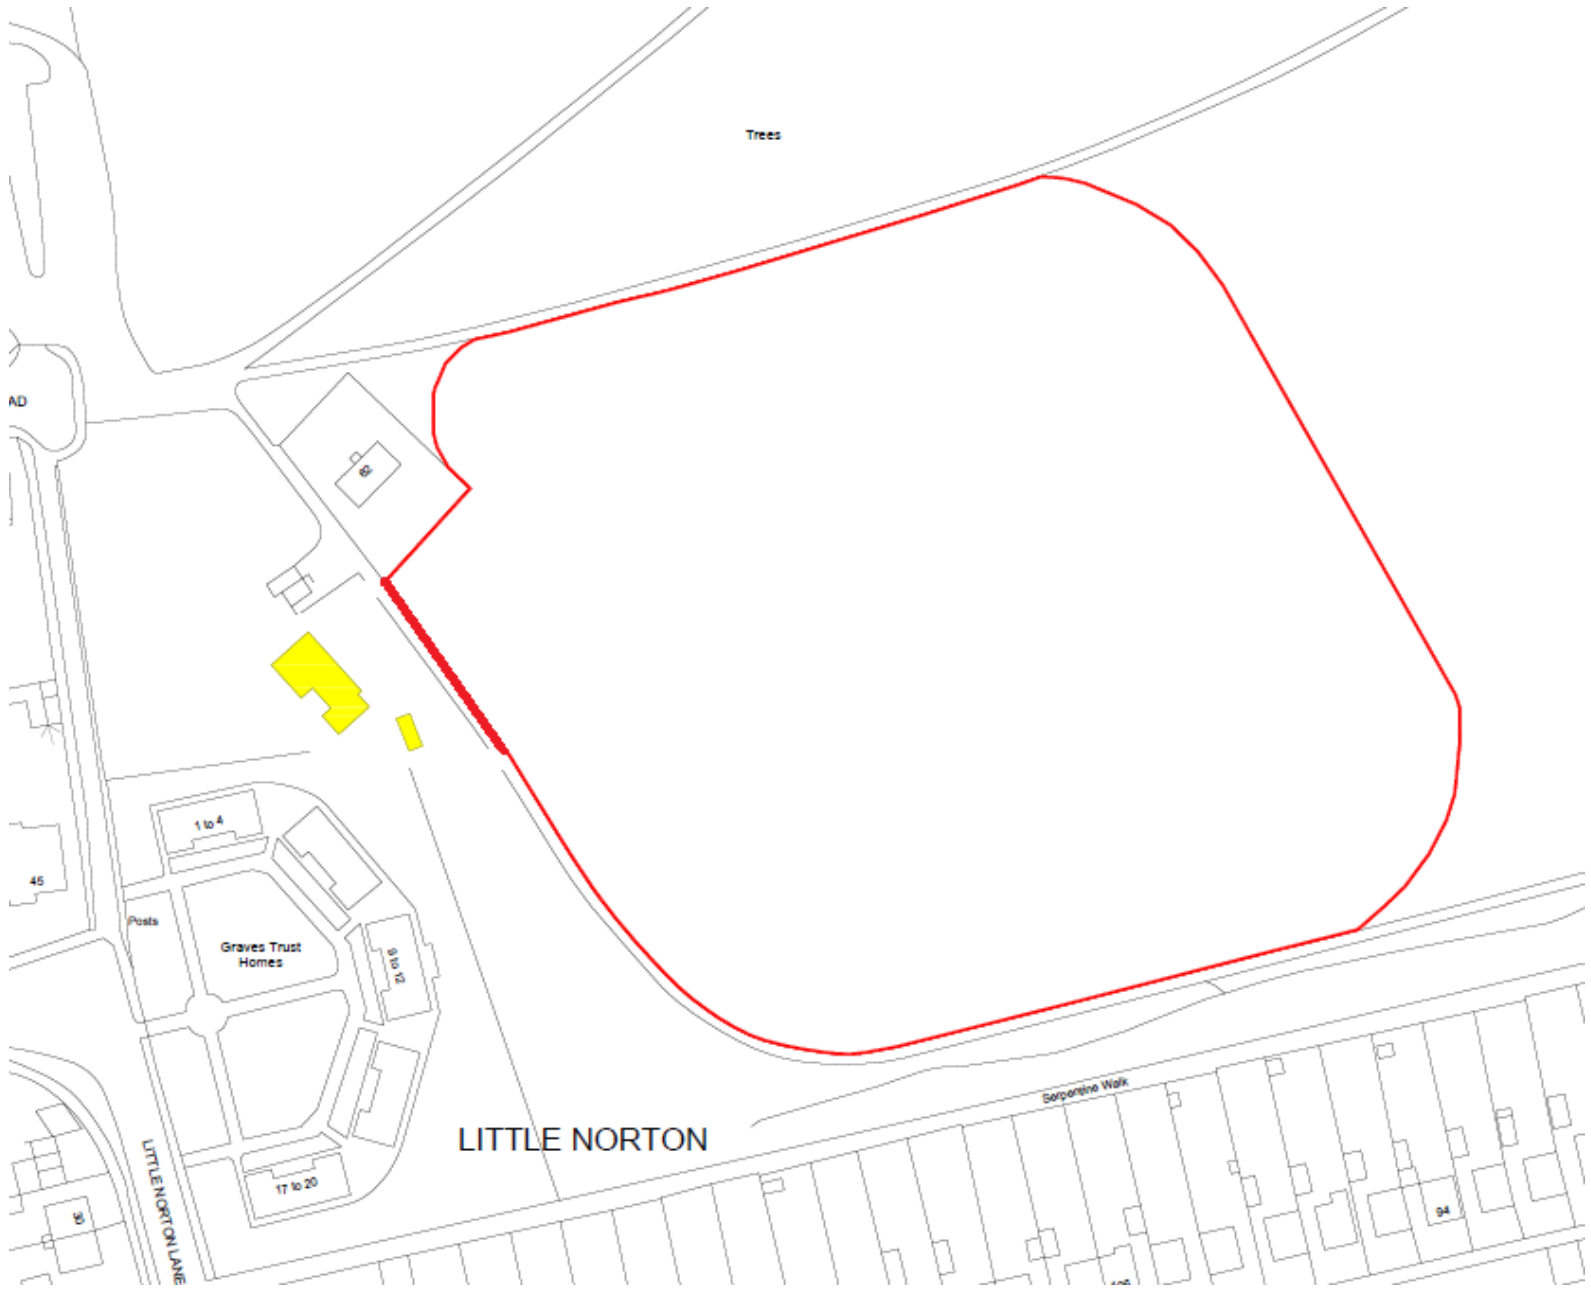 Trees
AD
62
1 to 4
45
Posts
Graves Trust
Homes
9 to 12
Serpentine Walk
LITTLE NORTON
17 to 20
LITTLE NORTON LANE
30
94